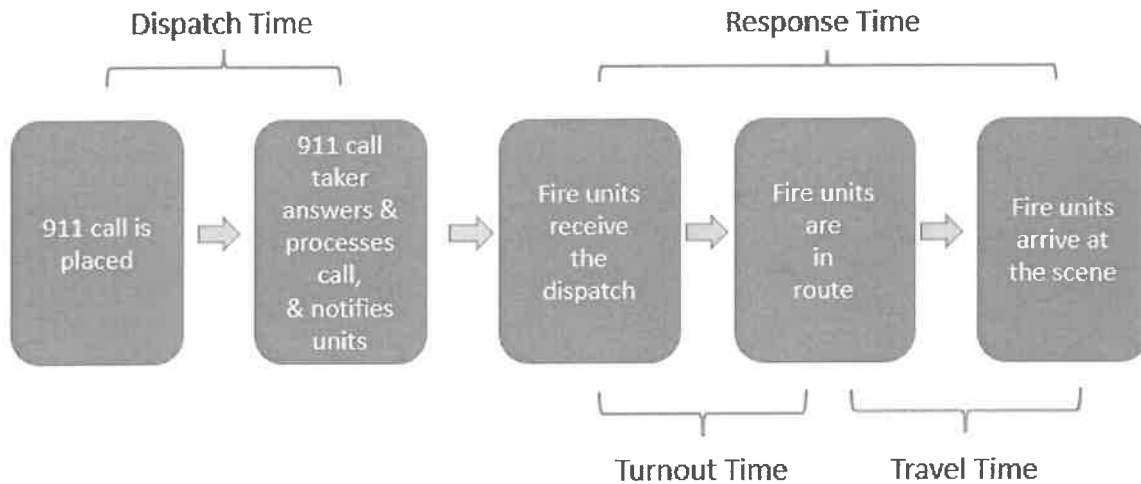 Dispatch Time
Response Time
911 call is
placed
911 call
taker
answers &
processes
call,
& notifies
units
Fire units
receive
the
dispatch
Fire units
are
in
route
Fire units
arrive at
the scene
Turnout Time
Travel Time